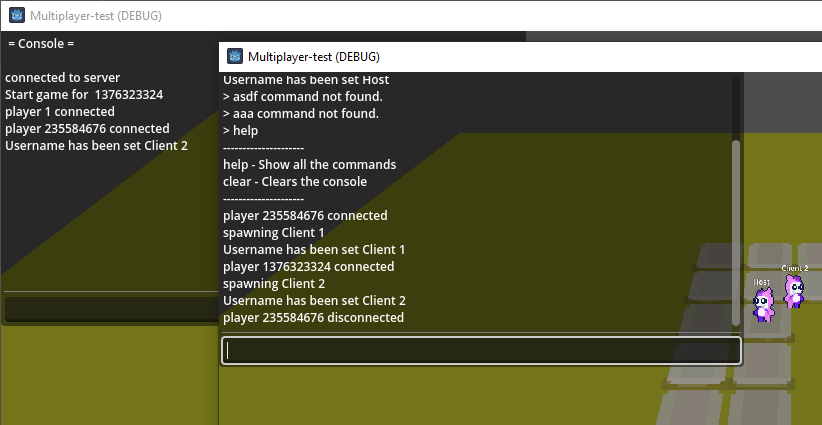 Multiplayer-test (DEBUG)
= Console =
connected to server
Start game for 1376323324
player 1 connected
player 235584676 connected
Username has been set Client 2
Multiplayer-test (DEBUG)
Username has been set Host
> asdf command not found.
> aaa command not found.
> help
---------------------
help - Show all the commands
clear - Clears the console
---------------------
player 235584676 connected
spawning Client 1
Username has been set Client 1
player 1376323324 connected
spawning Client 2
Username has been set Client 2
player 235584676 disconnected
Client 2
Host